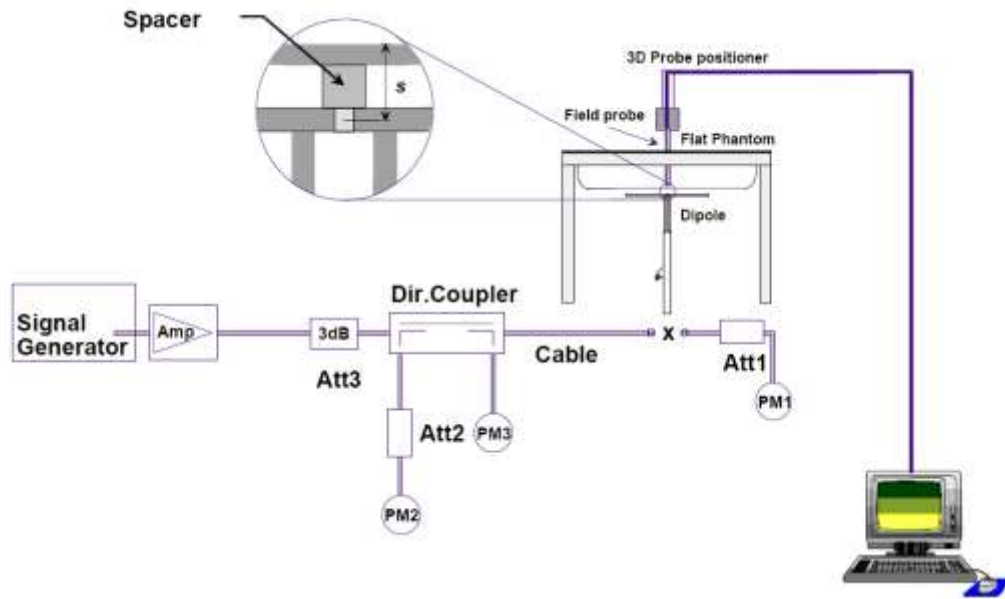 Spacer
s
3D Probe positioner
Field probe
Flat Phantom
Dipole
Signal
Generator
Amp
3dB
Att3
Dir.Coupler
Cable
X
Att1
PM1
Att2
PM3
PM2